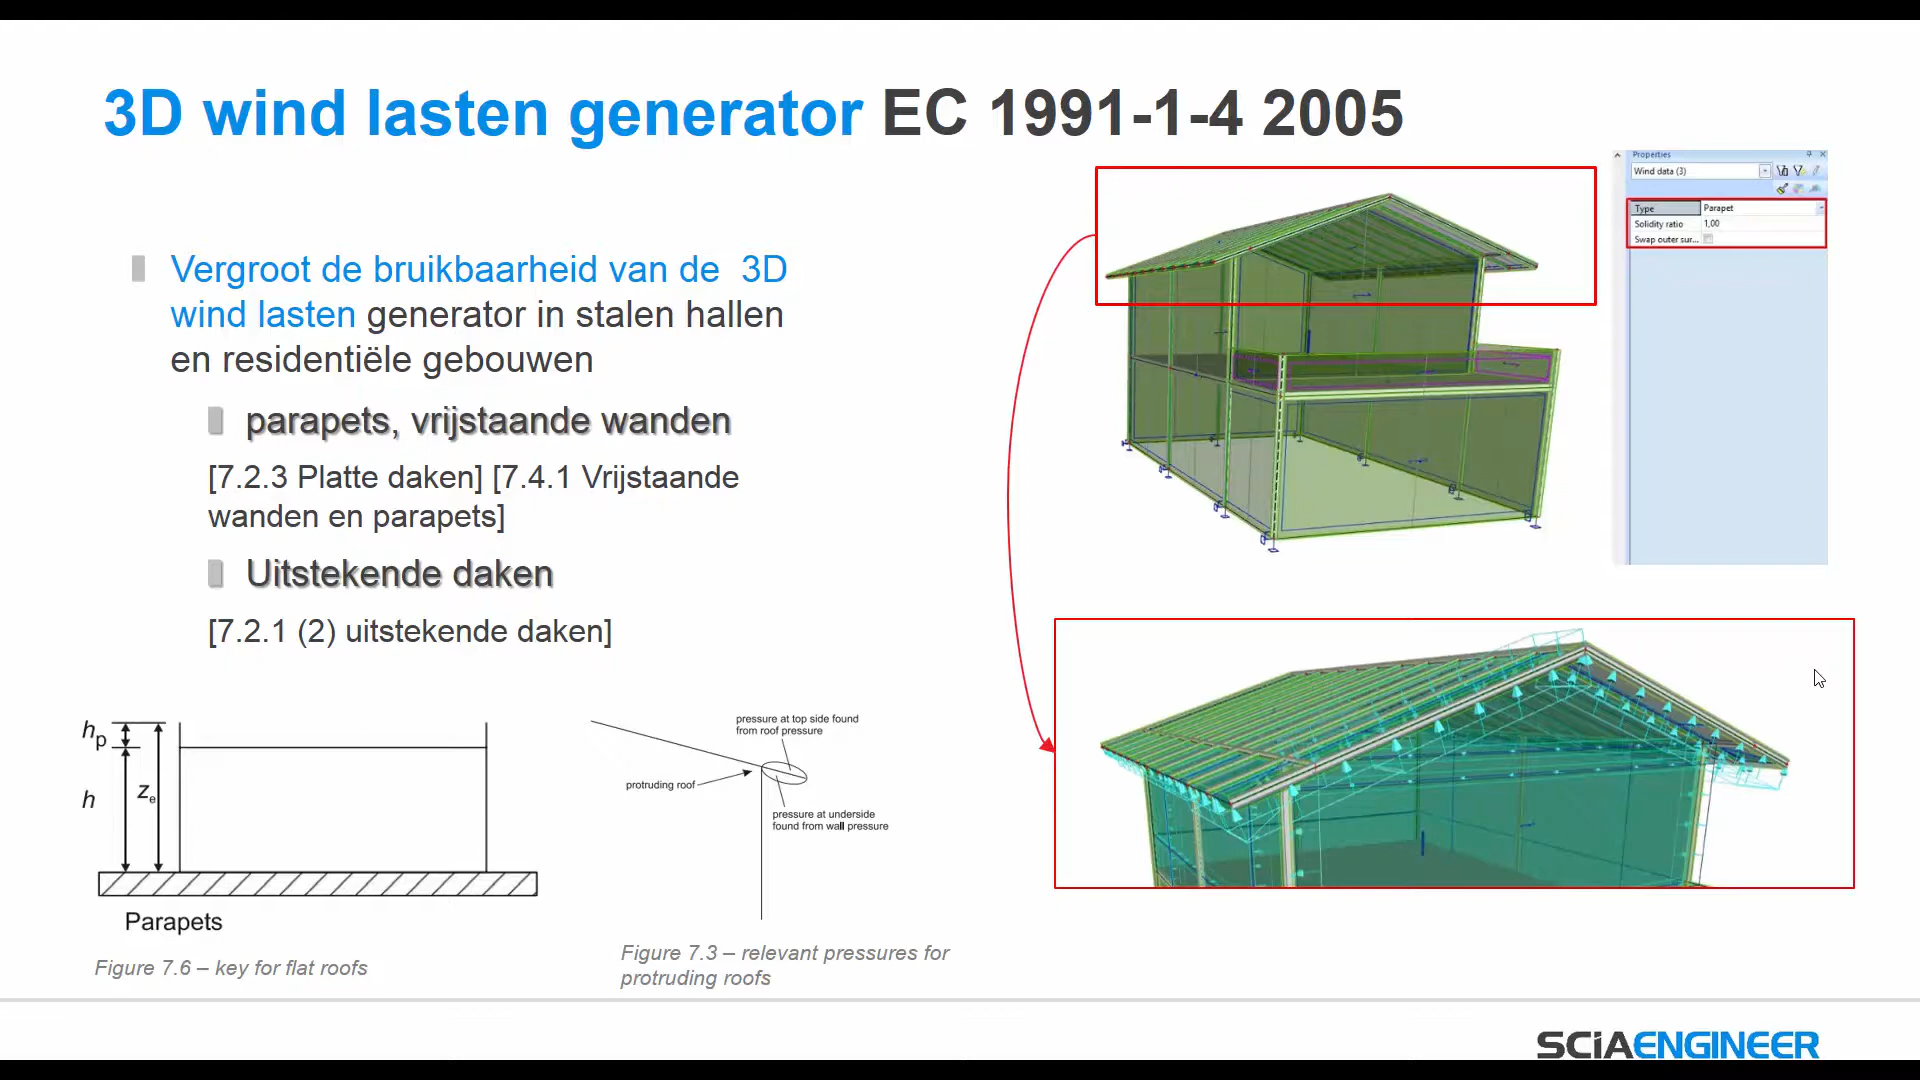 3D wind lasten generator EC 1991-1-4 2005
Vergroot de bruikbaarheid van de 3D
wind lasten generator in stalen hallen
en residentiële gebouwen
parapets, vrijstaande wanden
[7.2.3 Platte daken] [7.4.1 Vrijstaande
wanden en parapets]
Uitstekende daken
[7.2.1 (2) uitstekende daken]
Properties
Wind data (3)
Type Parapet
Solidity ratio 1,00
Swap outer sur...
hp
h
ze
Parapets
Figure 7.6 – key for flat roofs
pressure at top side found
from roof pressure
protruding roof
pressure at underside
found from wall pressure
Figure 7.3 – relevant pressures for
protruding roofs
SCiAENGINEER